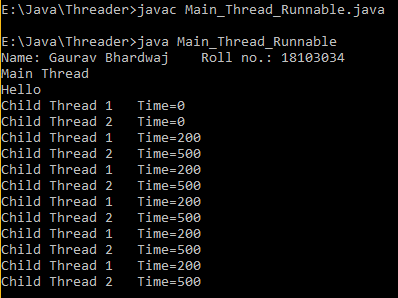 E:\Java\Threader>javac Main_Thread_Runnable.java
E:\Java\Threader>java Main_Thread_Runnable
Name: Gaurav Bhardwaj    Roll no.: 18103034
Main Thread
Hello
Child Thread 1   Time=0
Child Thread 2   Time=0
Child Thread 1   Time=200
Child Thread 2   Time=500
Child Thread 1   Time=200
Child Thread 2   Time=500
Child Thread 1   Time=200
Child Thread 2   Time=500
Child Thread 1   Time=200
Child Thread 2   Time=500
Child Thread 1   Time=200
Child Thread 2   Time=500